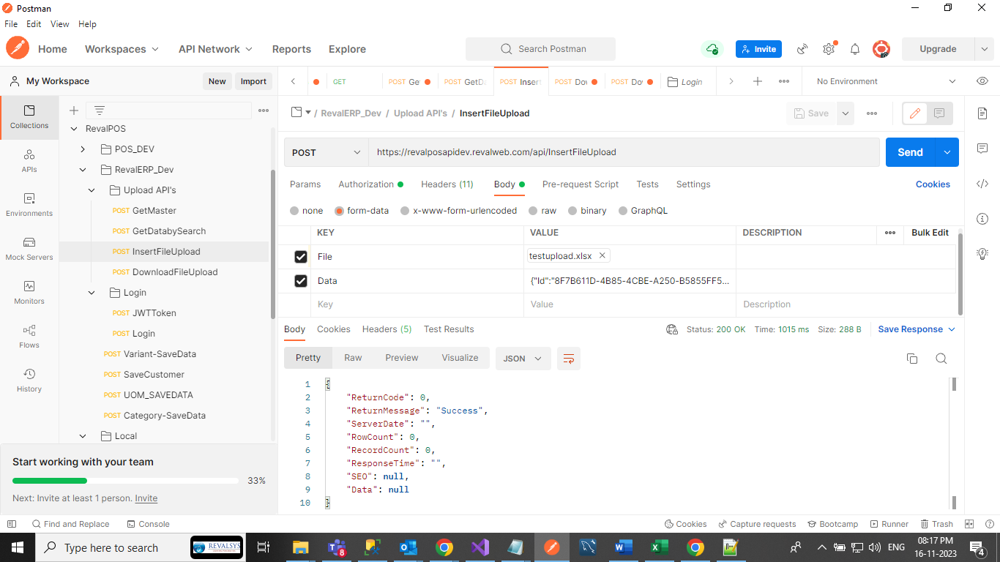 Postman
File Edit View Help
Home Workspaces API Network Reports Explore Search Postman Invite Upgrade
My Workspace New Import GET POST Ge POST GetDa POST Insert POST Dov POST Dov Login No Environment
Collections
APIs
Environments
Mock Servers
Monitors
Flows
History
RevalPOS
POS_DEV
RevalERP_Dev
Upload API's
POST GetMaster
POST GetDatabySearch
POST InsertFileUpload
POST DownloadFileUpload
Login
POST JWTToken
POST Login
POST Variant-SaveData
POST SaveCustomer
POST UOM_SAVEDATA
POST Category-SaveData
Local
Start working with your team
33%
Next: Invite at least 1 person. Invite
/ RevalERP_Dev / Upload API's / InsertFileUpload Save
POST https://revalposapidev.revalweb.com/api/InsertFileUpload Send
Params Authorization Headers (11) Body Pre-request Script Tests Settings Cookies
none form-data x-www-form-urlencoded raw binary GraphQL
KEY VALUE DESCRIPTION Bulk Edit
File testupload.xlsx
Data {"Id":"8F7B611D-4B85-4CBE-A250-B5855FF5...
Key Value Description
Body Cookies Headers (5) Test Results Status: 200 OK Time: 1015 ms Size: 288 B Save Response
Pretty Raw Preview Visualize JSON
1 {
2 "ReturnCode": 0,
3 "ReturnMessage": "Success",
4 "ServerDate": "",
5 "RowCount": 0,
6 "RecordCount": 0,
7 "ResponseTime": "",
8 "SEO": null,
9 "Data": null
10 }
Find and Replace Console Cookies Capture requests Bootcamp Runner Trash
Type here to search REVALSYS 8 ENG 08:17 PM
16-11-2023 4